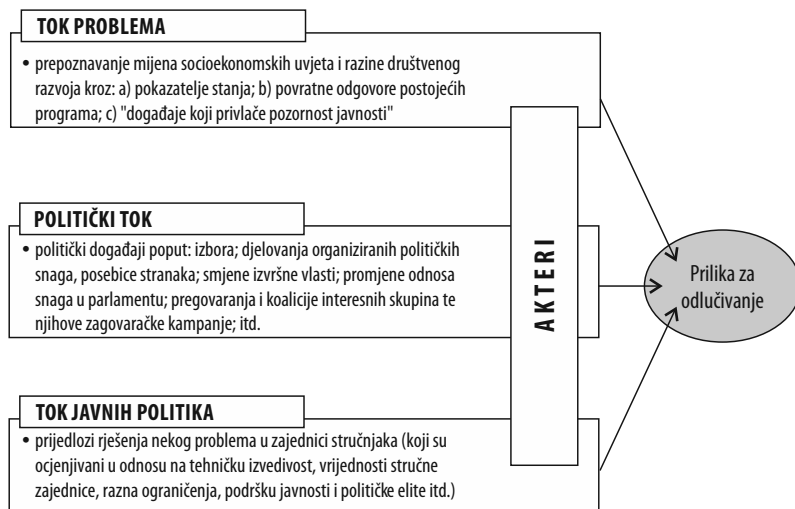 TOK PROBLEMA
• prepoznavanje mijena socioekonomskih uvjeta i razine društvenog
razvoja kroz: a) pokazatelje stanja; b) povratne odgovore postojećih
programa; c) "događaje koji privlače pozornost javnosti"
POLITIČKI TOK
• politički događaji poput: izbora; djelovanja organiziranih političkih
snaga, posebice stranaka; smjene izvršne vlasti; promjene odnosa
snaga u parlamentu; pregovaranja i koalicije interesnih skupina te
njihove zagovaračke kampanje; itd.
TOK JAVNIH POLITIKA
• prijedlozi rješenja nekog problema u zajednici stručnjaka (koji su
ocjenjivani u odnosu na tehničku izvedivost, vrijednosti stručne
zajednice, razna ograničenja, podršku javnosti i političke elite itd.)
AKTERI
Prilika za
odlučivanje